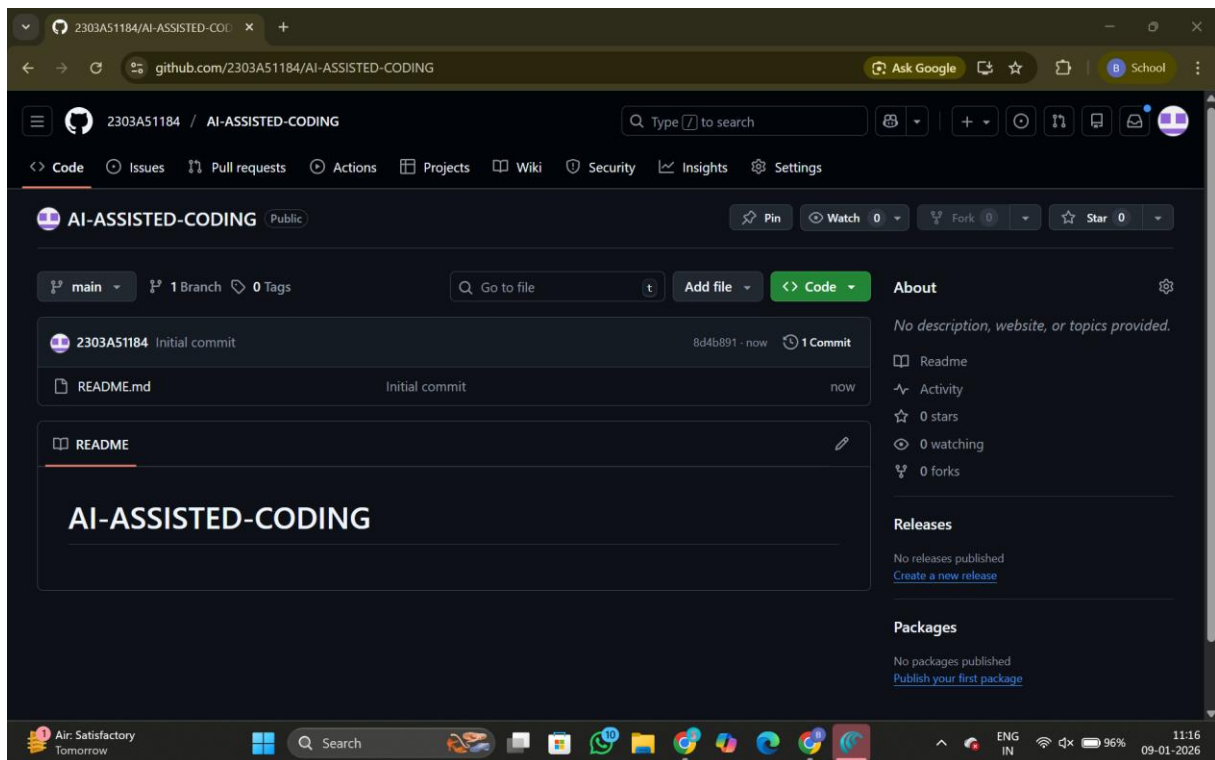 2303A51184/AI-ASSISTED-COD
github.com/2303A51184/AI-ASSISTED-CODING
Ask Google
B School
2303A51184 / AI-ASSISTED-CODING
Type / to search
<> Code Issues Pull requests Actions Projects Wiki Security Insights Settings
AI-ASSISTED-CODING Public
Pin Watch 0 Fork 0 Star 0
main 1 Branch 0 Tags
Go to file t
Add file <> Code
2303A51184 Initial commit 8d4b891 · now 1 Commit
README.md Initial commit now
README
AI-ASSISTED-CODING
About
No description, website, or topics provided.
Readme
Activity
0 stars
0 watching
0 forks
Releases
No releases published
Create a new release
Packages
No packages published
Publish your first package
1
Air: Satisfactory
Tomorrow
Search
10
B
ENG
IN
96%
11:16
09-01-2026